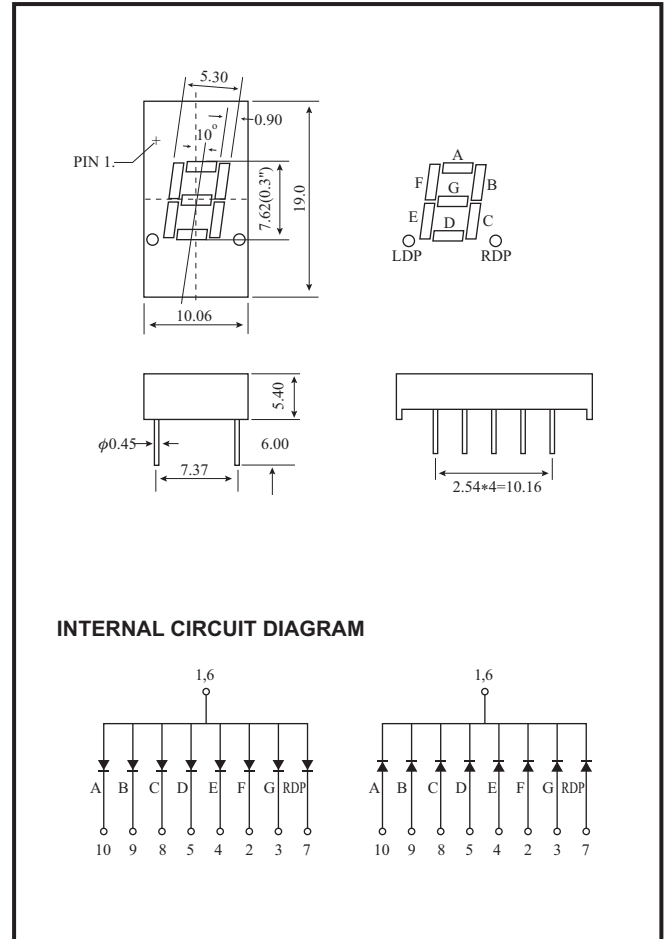 5.30
0.90
10°
PIN 1.
7.62(0.3")
19.0
10.06
A
F
B
G
E
D
C
LDP
RDP
5.40
ϕ0.45
6.00
7.37
2.54*4=10.16
INTERNAL CIRCUIT DIAGRAM
1,6
A B C D E F G RDP
10 9 8 5 4 2 3 7
1,6
A B C D E F G RDP
10 9 8 5 4 2 3 7